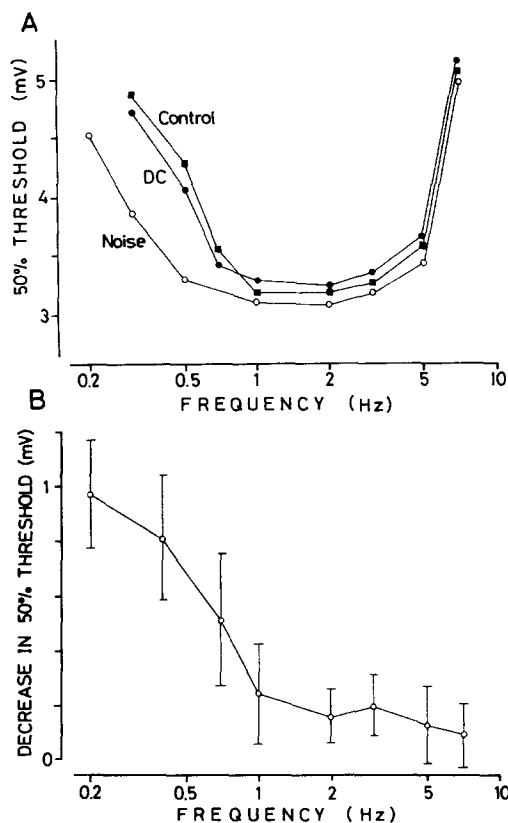 A
50% THRESHOLD (mV)
5
4
3
Control
DC
Noise
0.2 0.5 1 2 5 10
FREQUENCY (Hz)
B
DECREASE IN 50% THRESHOLD (mV)
1
0
0.2 0.5 1 2 5 10
FREQUENCY (Hz)